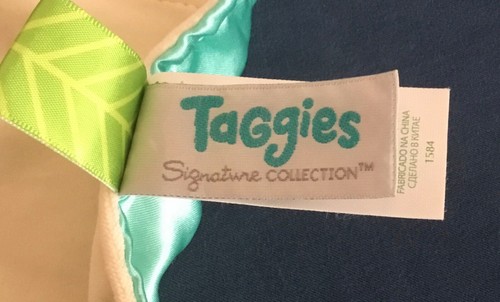 Taggies
Signature COLLECTION™
FABRICADO NA CHINA
СДЕЛАНО В КИТАЕ
1584